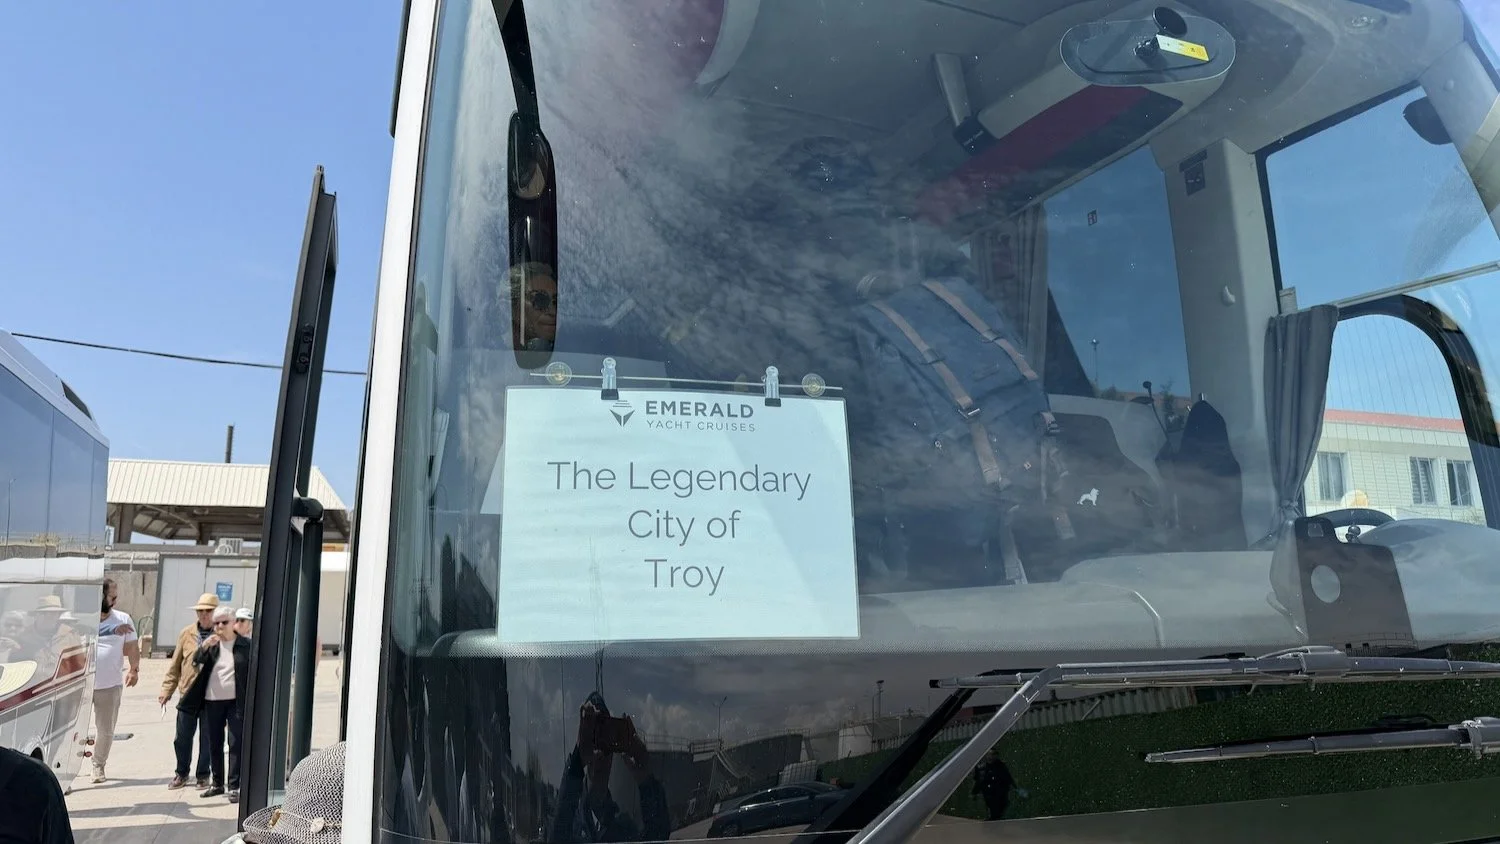 EMERALD
YACHT CRUISES
The Legendary
City of
Troy